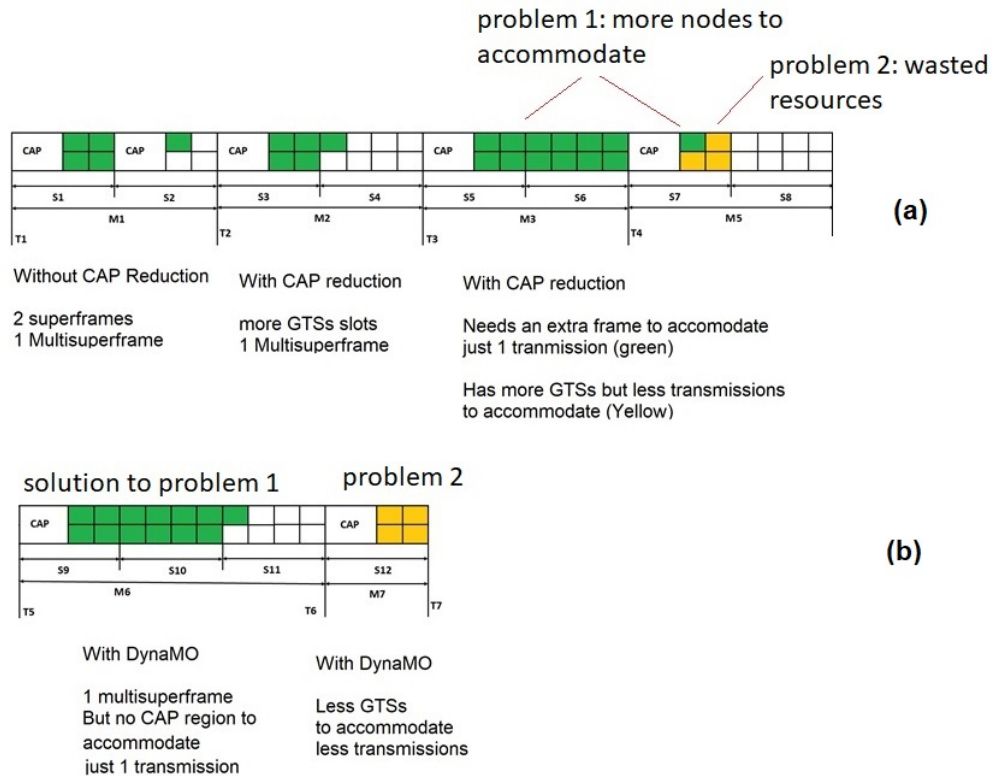 problem 1: more nodes to
accommodate
problem 2: wasted
resources
CAP
CAP
CAP
CAP
CAP
S1
S2
S3
S4
S5
S6
S7
S8
M1
M2
M3
M5
T1
T2
T3
T4
(a)
Without CAP Reduction
2 superframes
1 Multisuperframe
With CAP reduction
more GTSs slots
1 Multisuperframe
With CAP reduction
Needs an extra frame to accomodate
just 1 tranmission (green)
Has more GTSs but less transmissions
to accommodate (Yellow)
solution to problem 1
problem 2
CAP
CAP
S9
S10
S11
S12
M6
M7
T5
T6
T7
(b)
With DynaMO
1 multisuperframe
But no CAP region to
accommodate
just 1 transmission
With DynaMO
Less GTSs
to accommodate
less transmissions